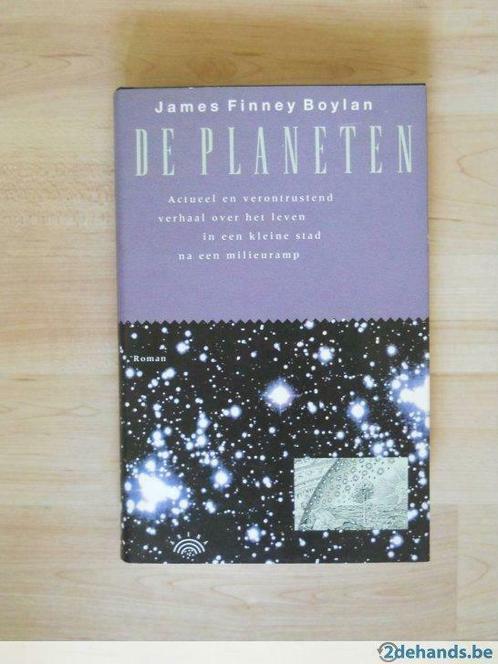 James Finney Boylan
DE PLANETEN
Actueel en verontrustend
verhaal over het leven
in een kleine stad
na een milieuramp
Roman
2dehands.be